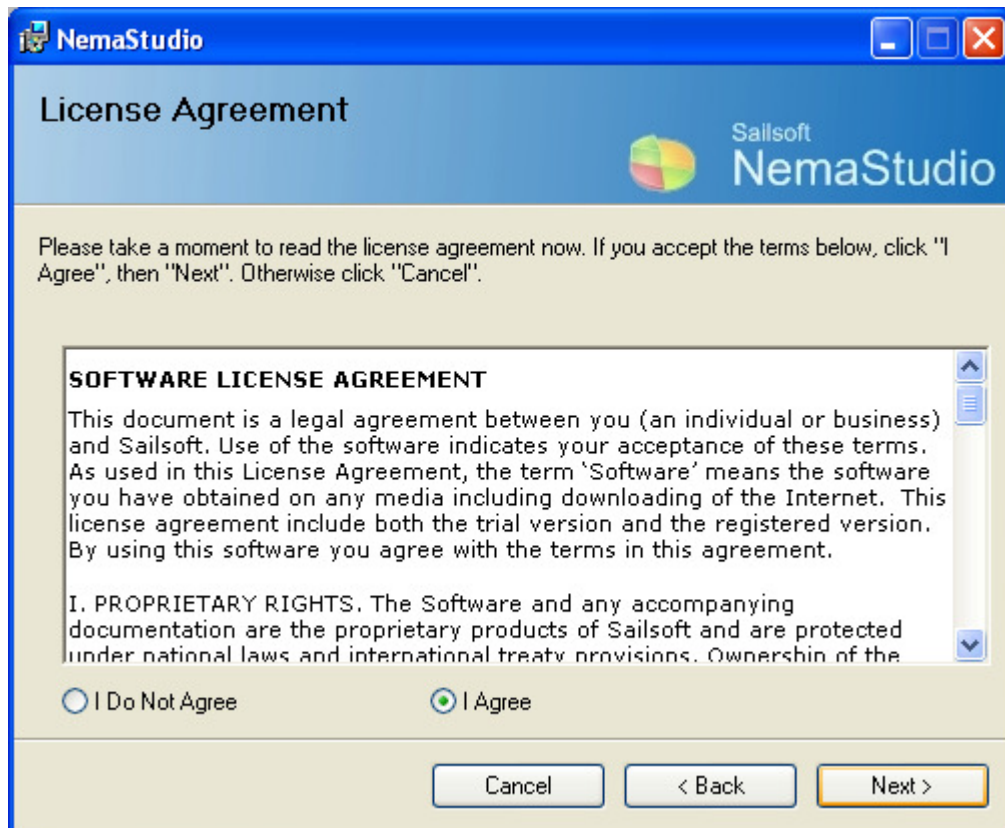 NemaStudio
License Agreement
Sailsoft
NemaStudio
Please take a moment to read the license agreement now. If you accept the terms below, click "I
Agree", then "Next". Otherwise click "Cancel".
SOFTWARE LICENSE AGREEMENT
This document is a legal agreement between you (an individual or business)
and Sailsoft. Use of the software indicates your acceptance of these terms.
As used in this License Agreement, the term ‘Software’ means the software
you have obtained on any media including downloading of the Internet.  This
license agreement include both the trial version and the registered version.
By using this software you agree with the terms in this agreement.
I. PROPRIETARY RIGHTS. The Software and any accompanying
documentation are the proprietary products of Sailsoft and are protected
under national laws and international treaty provisions. Ownership of the
I Do Not Agree
I Agree
Cancel
< Back
Next >